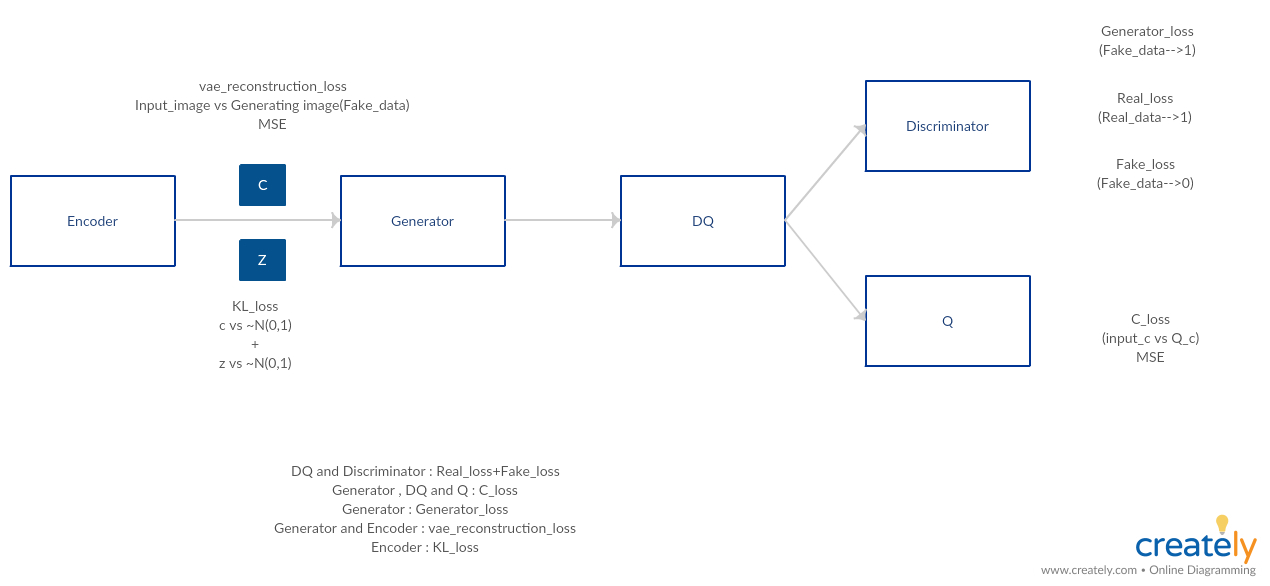 Generator_loss
(Fake_data-->1)
vae_reconstruction_loss
Input_image vs Generating image(Fake_data)
MSE
Real_loss
(Real_data-->1)
Discriminator
Fake_loss
(Fake_data-->0)
C
Encoder
Generator
DQ
Z
KL_loss
c vs ~N(0,1)
+
z vs ~N(0,1)
Q
C_loss
(input_c vs Q_c)
MSE
DQ and Discriminator : Real_loss+Fake_loss
Generator , DQ and Q : C_loss
Generator : Generator_loss
Generator and Encoder : vae_reconstruction_loss
Encoder : KL_loss
creately
www.creately.com • Online Diagramming